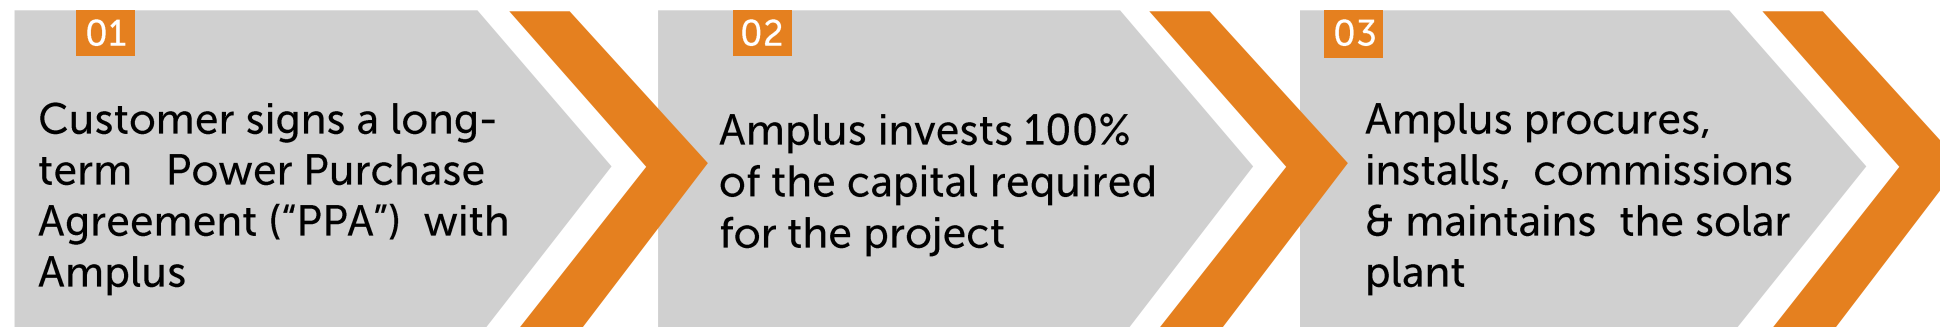 01
Customer signs a long-
term Power Purchase
Agreement (“PPA”) with
Amplus
02
Amplus invests 100%
of the capital required
for the project
03
Amplus procures,
installs, commissions
& maintains the solar
plant